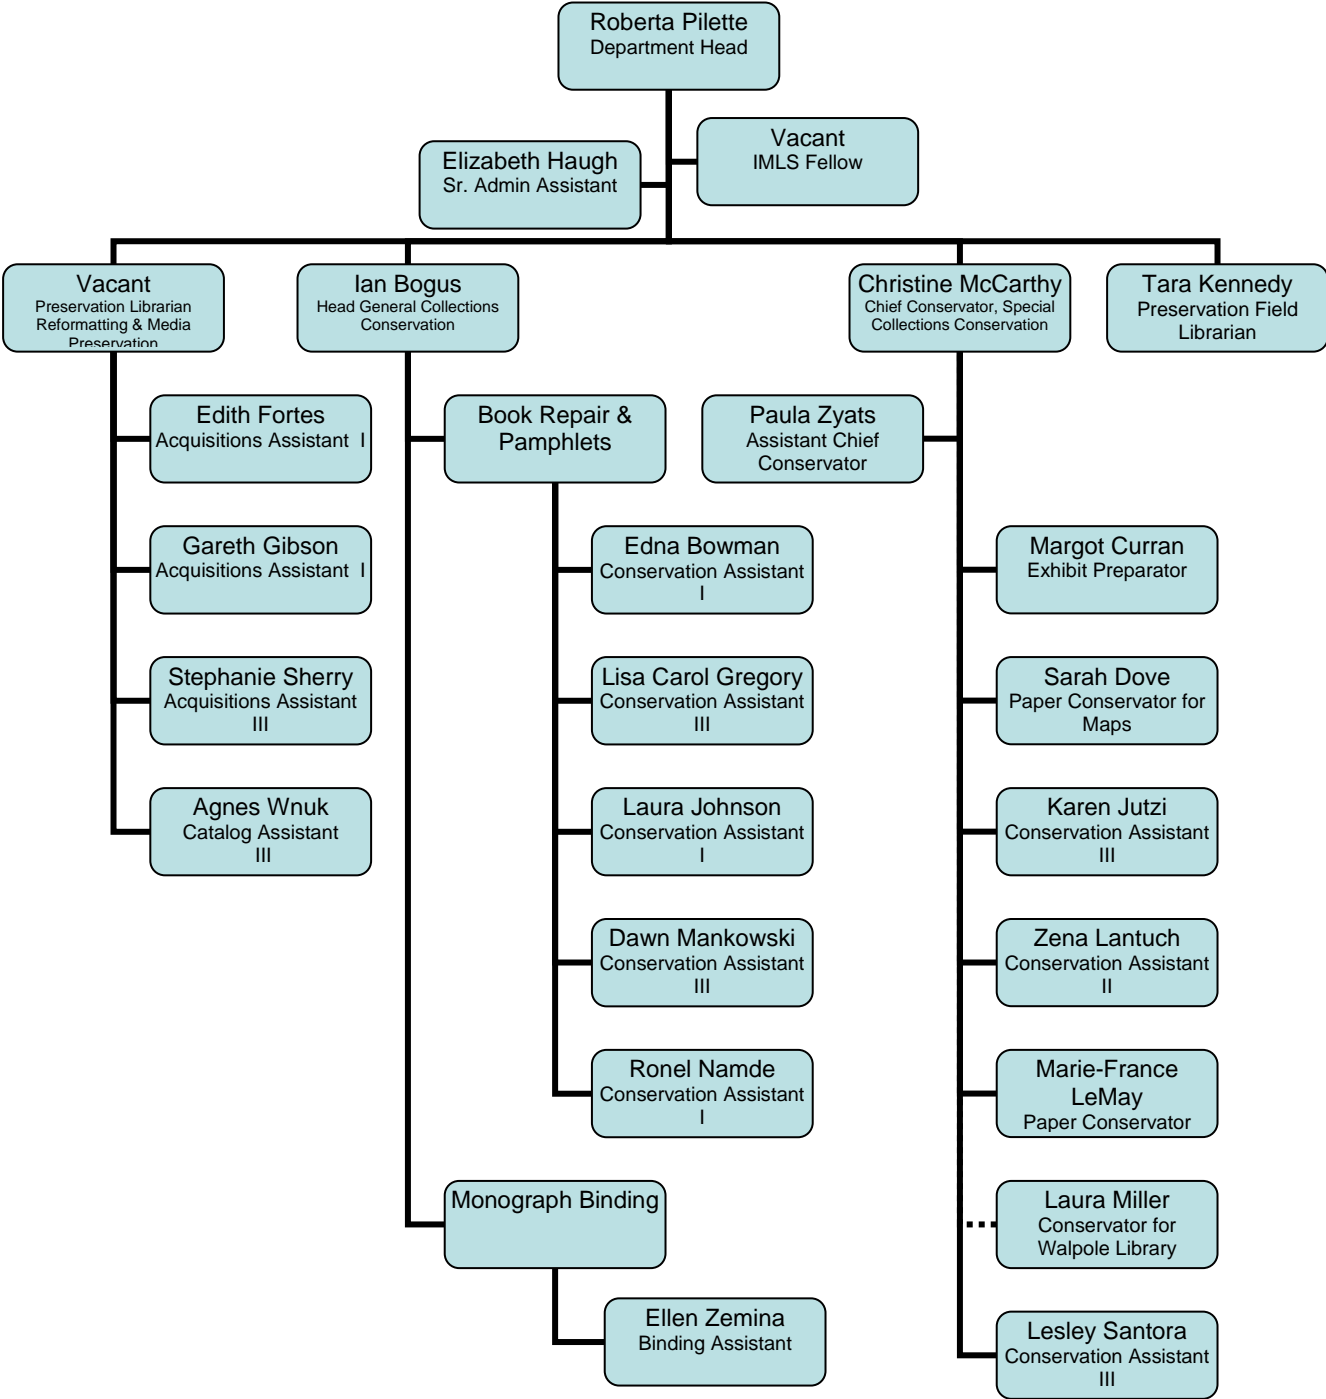 Roberta Pilette
Department Head
Vacant
IMLS Fellow
Elizabeth Haugh
Sr. Admin Assistant
Vacant
Preservation Librarian
Reformatting & Media
Preservation
Ian Bogus
Head General Collections
Conservation
Christine McCarthy
Chief Conservator, Special
Collections Conservation
Tara Kennedy
Preservation Field
Librarian
Edith Fortes
Acquisitions Assistant I
Book Repair &
Pamphlets
Paula Zyats
Assistant Chief
Conservator
Gareth Gibson
Acquisitions Assistant I
Edna Bowman
Conservation Assistant
I
Margot Curran
Exhibit Preparator
Stephanie Sherry
Acquisitions Assistant
III
Lisa Carol Gregory
Conservation Assistant
III
Sarah Dove
Paper Conservator for
Maps
Agnes Wnuk
Catalog Assistant
III
Laura Johnson
Conservation Assistant
I
Karen Jutzi
Conservation Assistant
III
Dawn Mankowski
Conservation Assistant
III
Zena Lantuch
Conservation Assistant
II
Ronel Namde
Conservation Assistant
I
Marie-France
LeMay
Paper Conservator
Monograph Binding
Laura Miller
Conservator for
Walpole Library
Ellen Zemina
Binding Assistant
Lesley Santora
Conservation Assistant
III